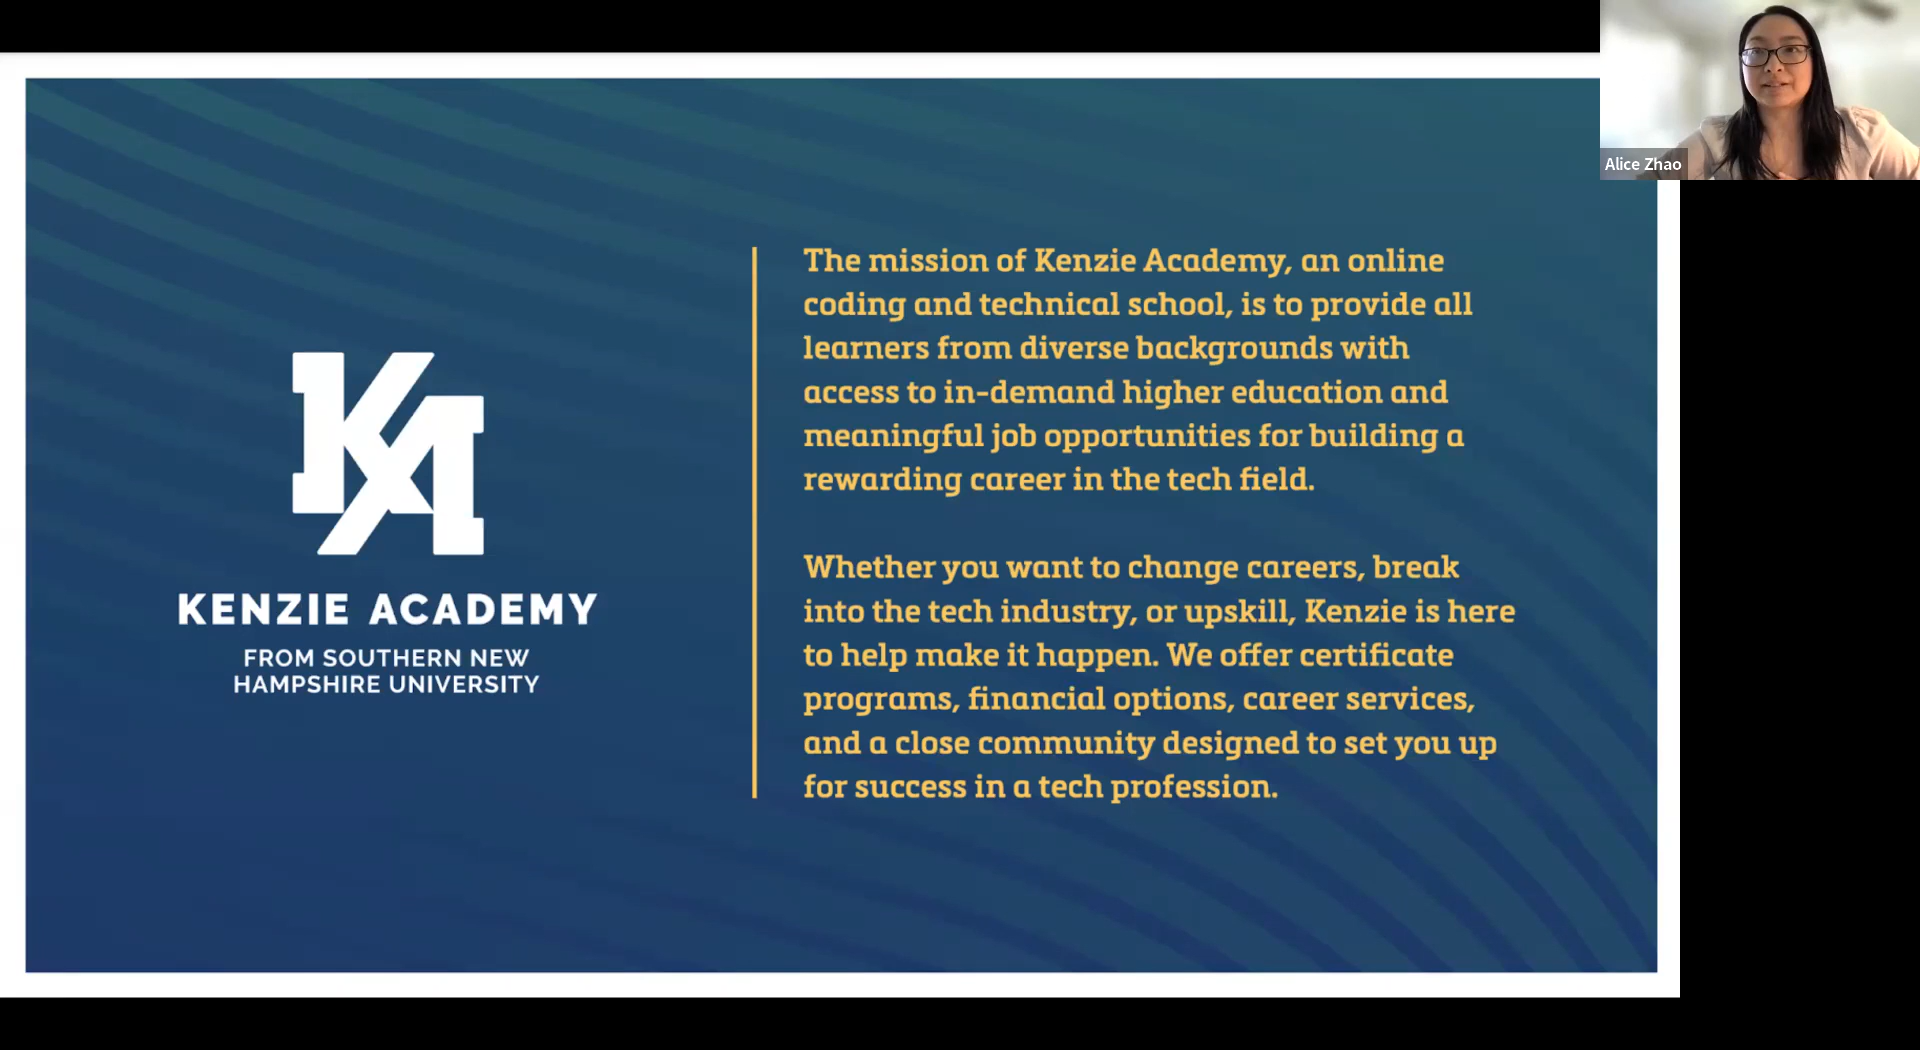 Alice Zhao
KA
KENZIE ACADEMY
FROM SOUTHERN NEW
HAMPSHIRE UNIVERSITY
The mission of Kenzie Academy, an online
coding and technical school, is to provide all
learners from diverse backgrounds with
access to in-demand higher education and
meaningful job opportunities for building a
rewarding career in the tech field.
Whether you want to change careers, break
into the tech industry, or upskill, Kenzie is here
to help make it happen. We offer certificate
programs, financial options, career services,
and a close community designed to set you up
for success in a tech profession.